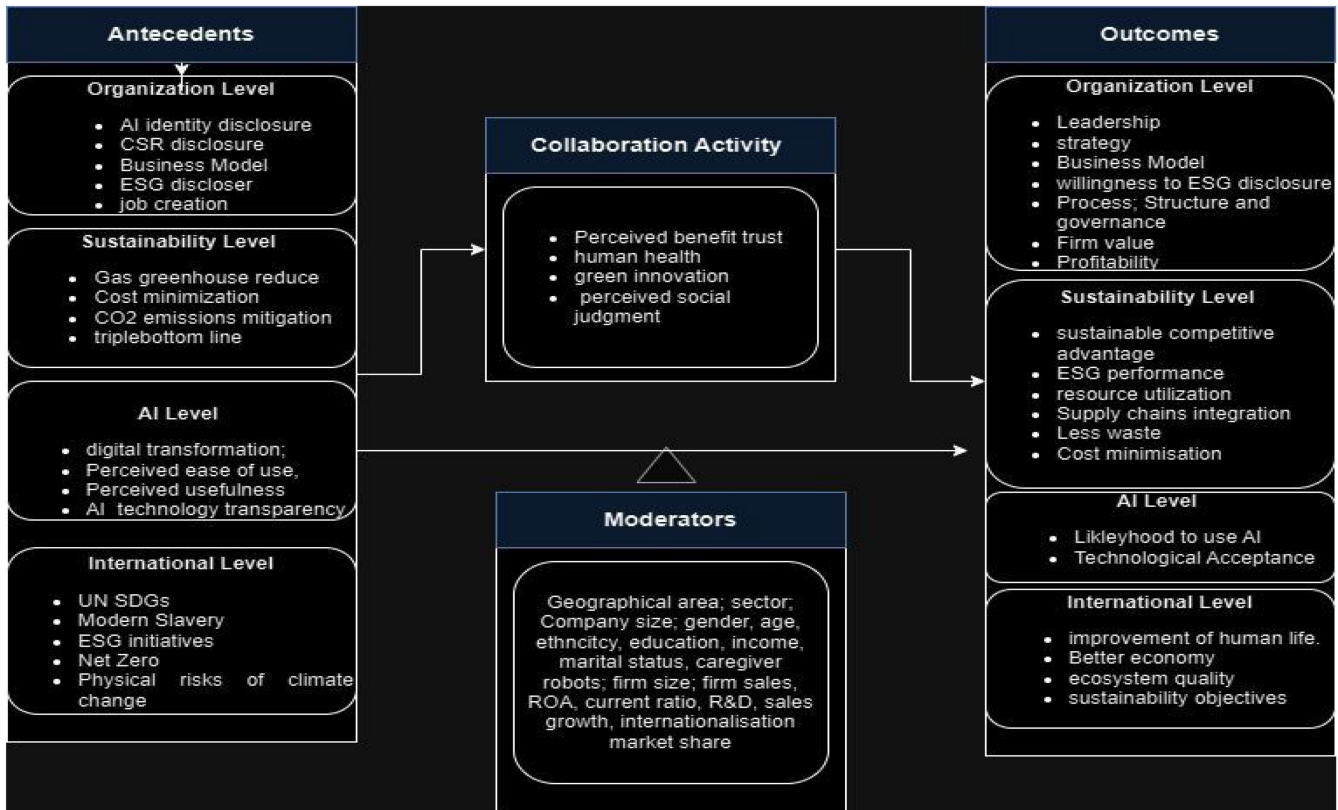 Antecedents
Organization Level
• AI identity disclosure
• CSR disclosure
• Business Model
• ESG discloser
• job creation
Sustainability Level
• Gas greenhouse reduce
• Cost minimization
• CO2 emissions mitigation
• triplebottom line
AI Level
• digital transformation;
• Perceived ease of use,
• Perceived usefulness
• AI technology transparency
International Level
• UN SDGs
• Modern Slavery
• ESG initiatives
• Net Zero
• Physical risks of climate
change
Collaboration Activity
• Perceived benefit trust
• human health
• green innovation
• perceived social
judgment
Moderators
Geographical area; sector;
Company size; gender, age,
ethncitcy, education, income,
marital status, caregiver
robots; firm size; firm sales,
ROA, current ratio, R&D, sales
growth, internationalisation
market share
Outcomes
Organization Level
• Leadership
• strategy
• Business Model
• willingness to ESG disclosure
• Process; Structure and
governance
• Firm value
• Profitability
Sustainability Level
• sustainable competitive
advantage
• ESG performance
• resource utilization
• Supply chains integration
• Less waste
• Cost minimisation
AI Level
• Likleyhood to use AI
• Technological Acceptance
International Level
• improvement of human life.
• Better economy
• ecosystem quality
• sustainability objectives